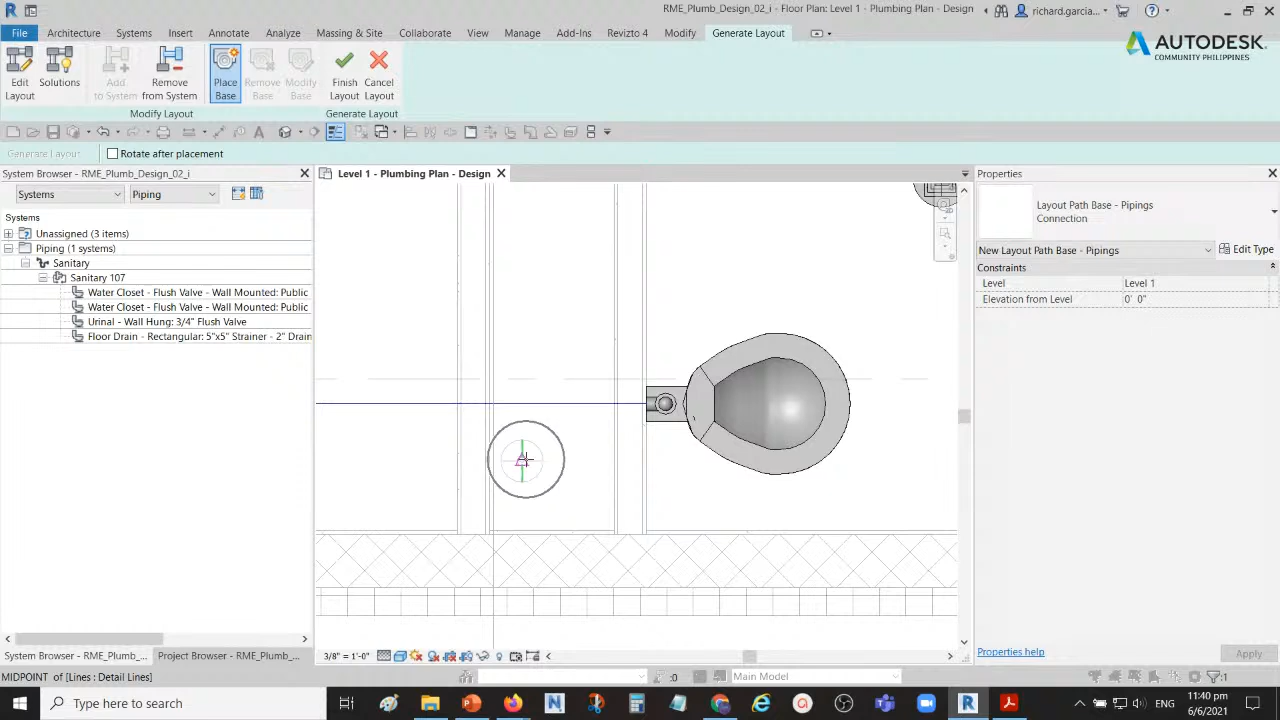 RME_Plumb_Design_02_i - Floor Plan: Level 1 - Plumbing Plan - Design
richard.garcia...
File Architecture Systems Insert Annotate Analyze Massing & Site Collaborate View Manage Add-Ins Revizto 4 Modify Generate Layout
AUTODESK
COMMUNITY PHILIPPINES
Edit Layout
Solutions
Add to System
Remove from System
Place Base
Remove Base
Modify Base
Finish Layout
Cancel Layout
Modify Layout
Generate Layout
Generate Layout
Rotate after placement
System Browser - RME_Plumb_Design_02_i
Level 1 - Plumbing Plan - Design
Properties
Systems
Piping
Systems
Unassigned (3 items)
Piping (1 systems)
Sanitary
Sanitary 107
Water Closet - Flush Valve - Wall Mounted: Public
Water Closet - Flush Valve - Wall Mounted: Public
Urinal - Wall Hung: 3/4" Flush Valve
Floor Drain - Rectangular: 5"x5" Strainer - 2" Drain
Layout Path Base - Pipings
Connection
New Layout Path Base - Pipings
Edit Type
Constraints
Level Level 1
Elevation from Level 0' 0"
Properties help
Apply
3/8" = 1'-0"
System Browser - RME_Plumb_...
Project Browser - RME_Plumb_...
MIDPOINT of [Lines : Detail Lines]
:0
Main Model
:1
Type here to search
ENG
11:40 pm
6/6/2021